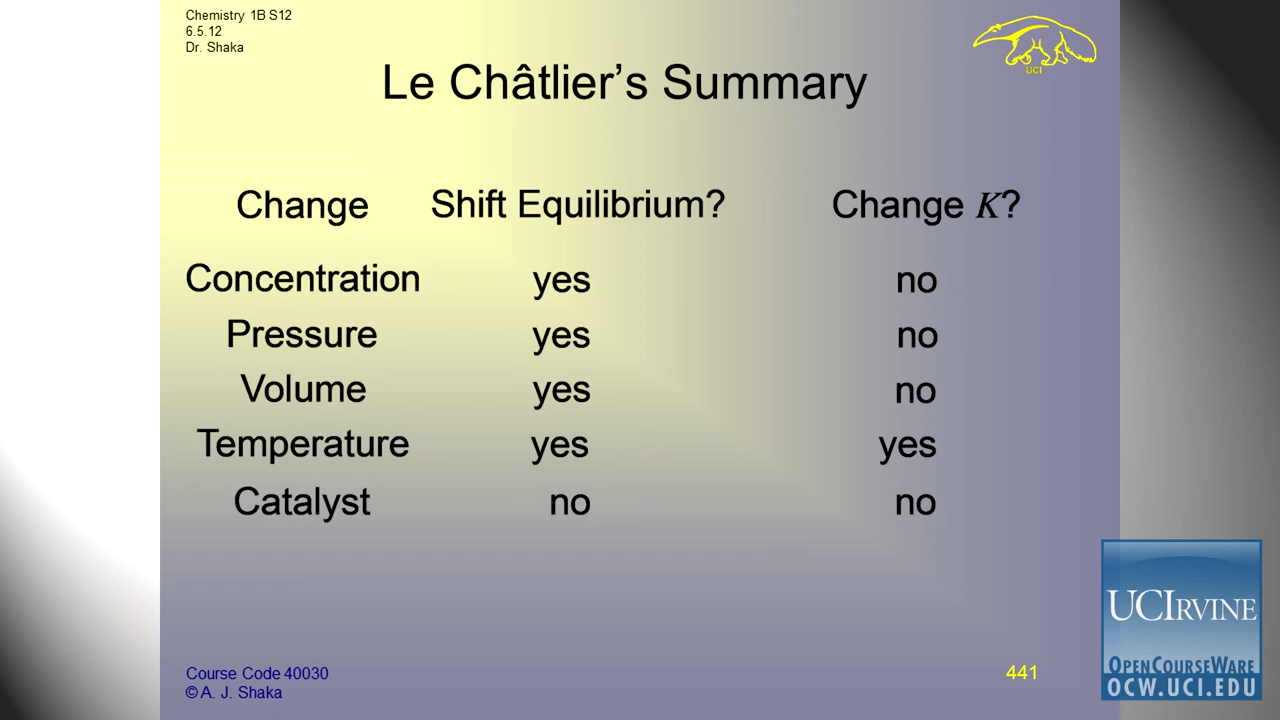 Chemistry 1B S12
6.5.12
Dr. Shaka
UCI
Le Châtlier’s Summary
Change Shift Equilibrium? Change K?
Concentration yes no
Pressure yes no
Volume yes no
Temperature yes yes
Catalyst no no
Course Code 40030
© A. J. Shaka
441
UCIRVINE
OPENCOURSEWARE
OCW.UCI.EDU